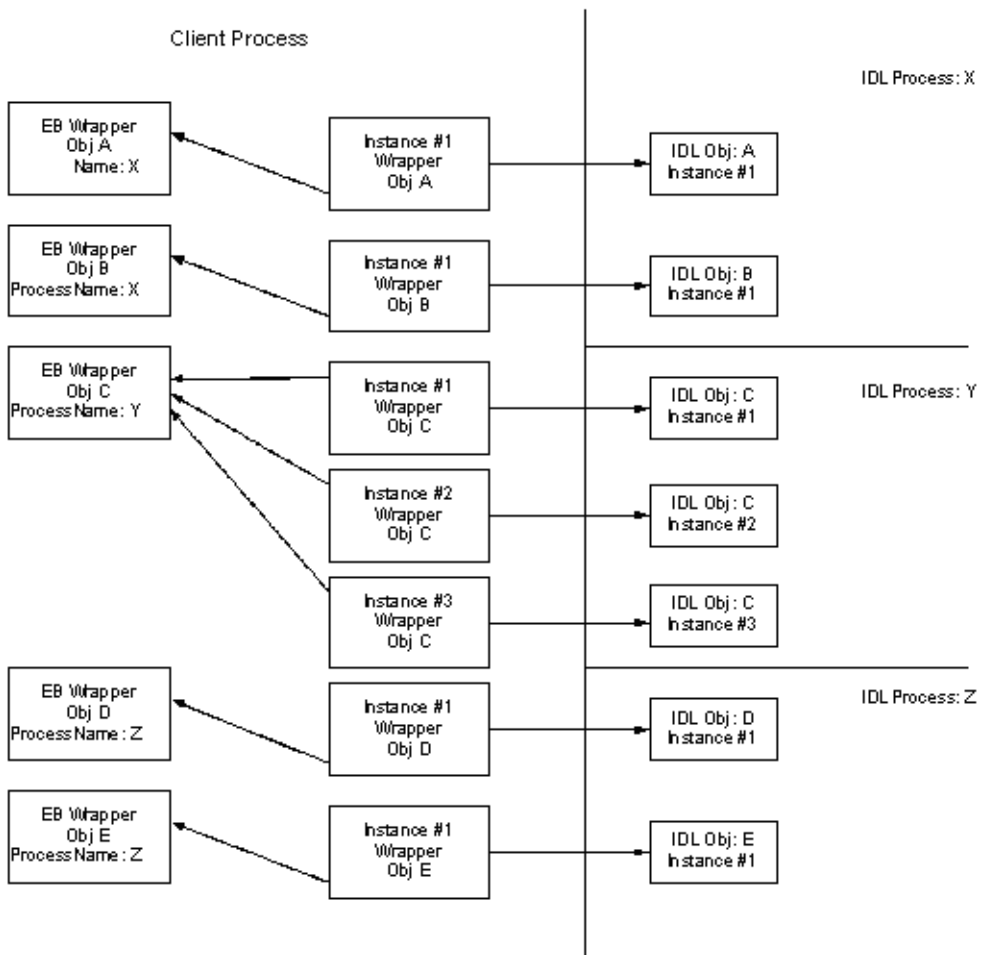 Client Process
IDL Process: X
EB Wrapper
Obj A
Name: X
Instance #1
Wrapper
Obj A
IDL Obj: A
Instance #1
EB Wrapper
Obj B
Process Name: X
Instance #1
Wrapper
Obj B
IDL Obj: B
Instance #1
EB Wrapper
Obj C
Process Name: Y
Instance #1
Wrapper
Obj C
IDL Obj: C
Instance #1
IDL Process: Y
Instance #2
Wrapper
Obj C
IDL Obj: C
Instance #2
Instance #3
Wrapper
Obj C
IDL Obj: C
Instance #3
EB Wrapper
Obj D
Process Name: Z
Instance #1
Wrapper
Obj D
IDL Obj: D
Instance #1
IDL Process: Z
EB Wrapper
Obj E
Process Name: Z
Instance #1
Wrapper
Obj E
IDL Obj: E
Instance #1